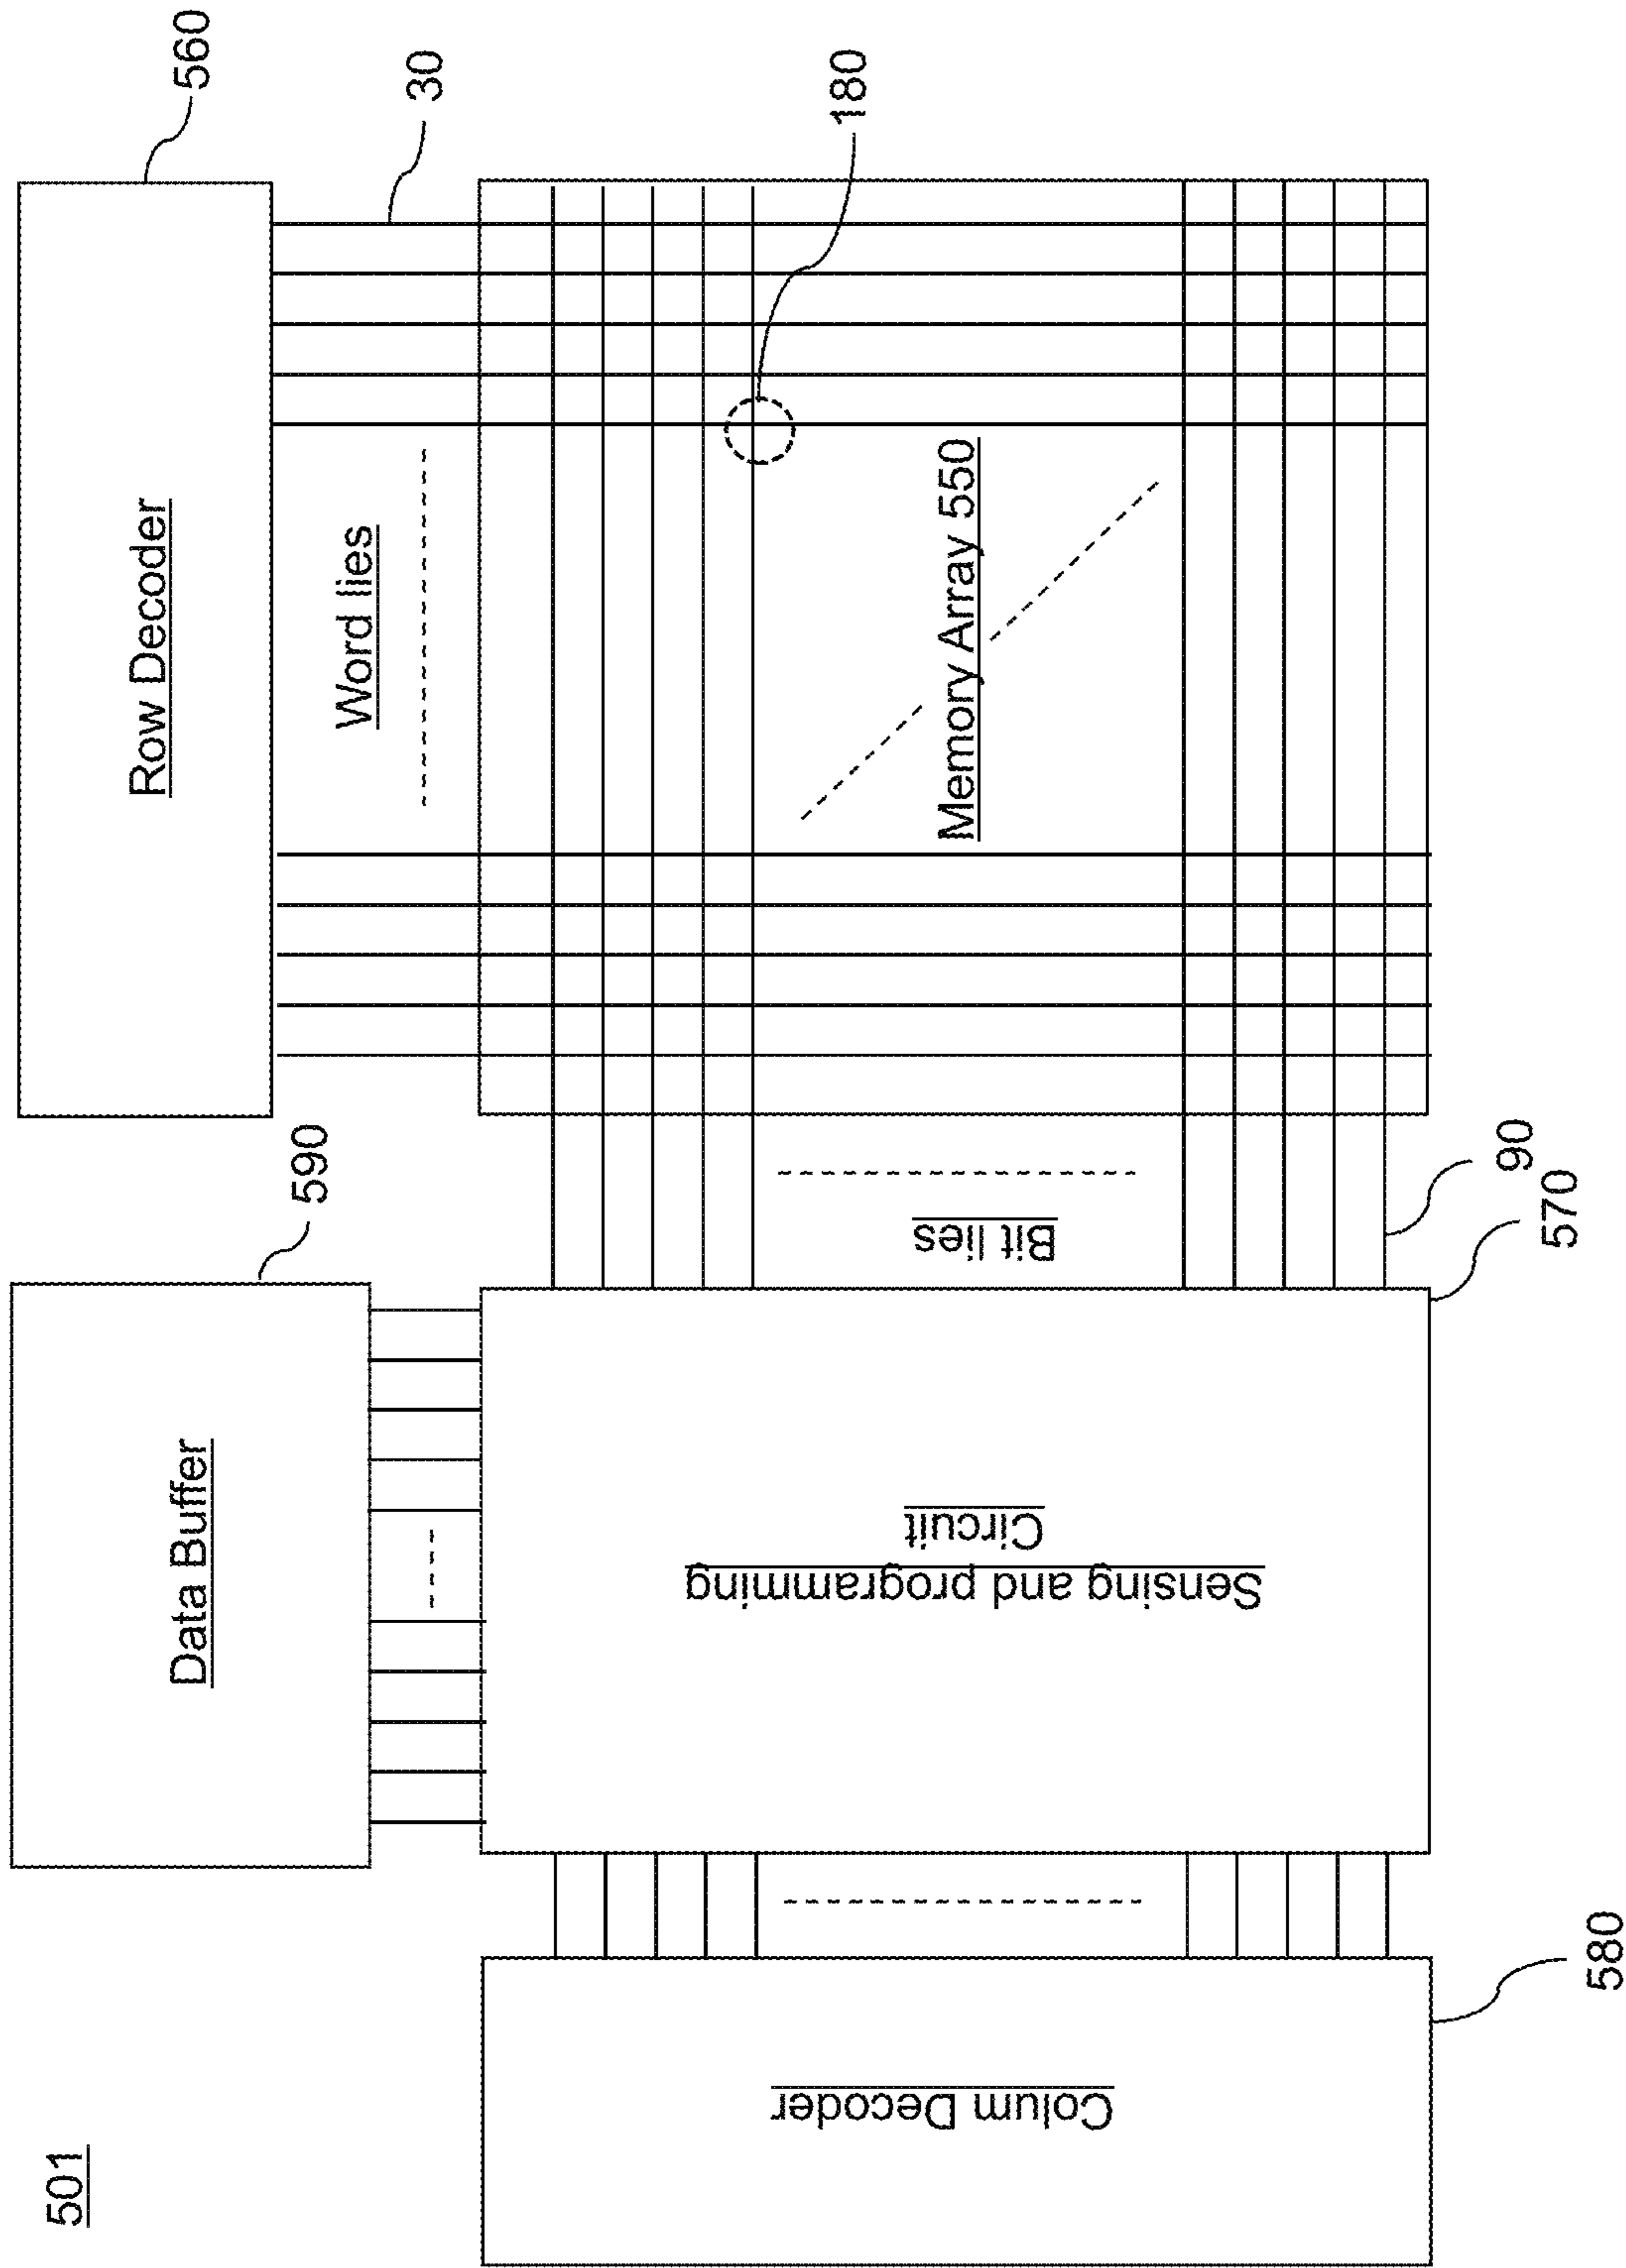 501
Row Decoder
560
Word lies
30
180
Memory Array 550
Data Buffer
590
Bit lies
90
570
Sensing and programming
Circuit
Colum Decoder
580